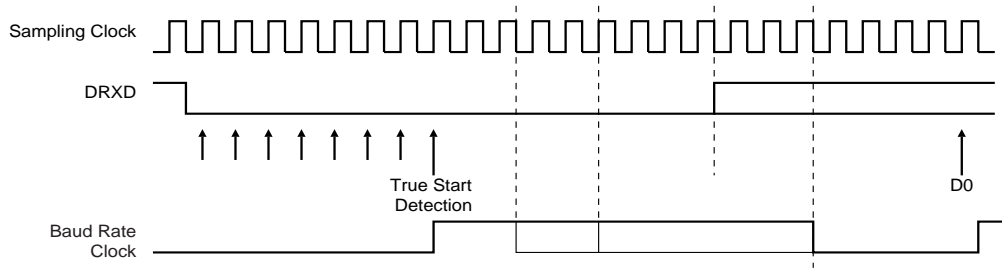 Sampling Clock
DRXD
True Start
Detection
D0
Baud Rate
Clock